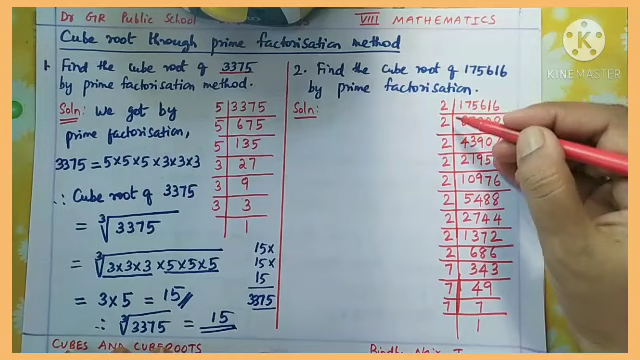 Dr GR Public School
VIII MATHEMATICS
KINEMASTER
Cube root through prime factorisation method
1. Find the cube root of 3375
by prime factorisation method.
Soln: We get by
prime factorisation,
3375 = 5×5×5×3×3×3
∴ Cube root of 3375
= ∛3375
= ∛3×3×3 × 5×5×5
= 3×5 = 15
∴ ∛3375 = 15
5 | 3375
5 | 675
5 | 135
3 | 27
3 | 9
3 | 3
1
15×
15×
15
3375
2. Find the cube root of 175616
by prime factorisation.
Soln:
2 | 175616
2
2 | 4390
2 | 2195
2 | 10976
2 | 5488
2 | 2744
2 | 1372
2 | 686
7 | 343
7 | 49
7 | 7
1
CUBES AND CUBEROOTS